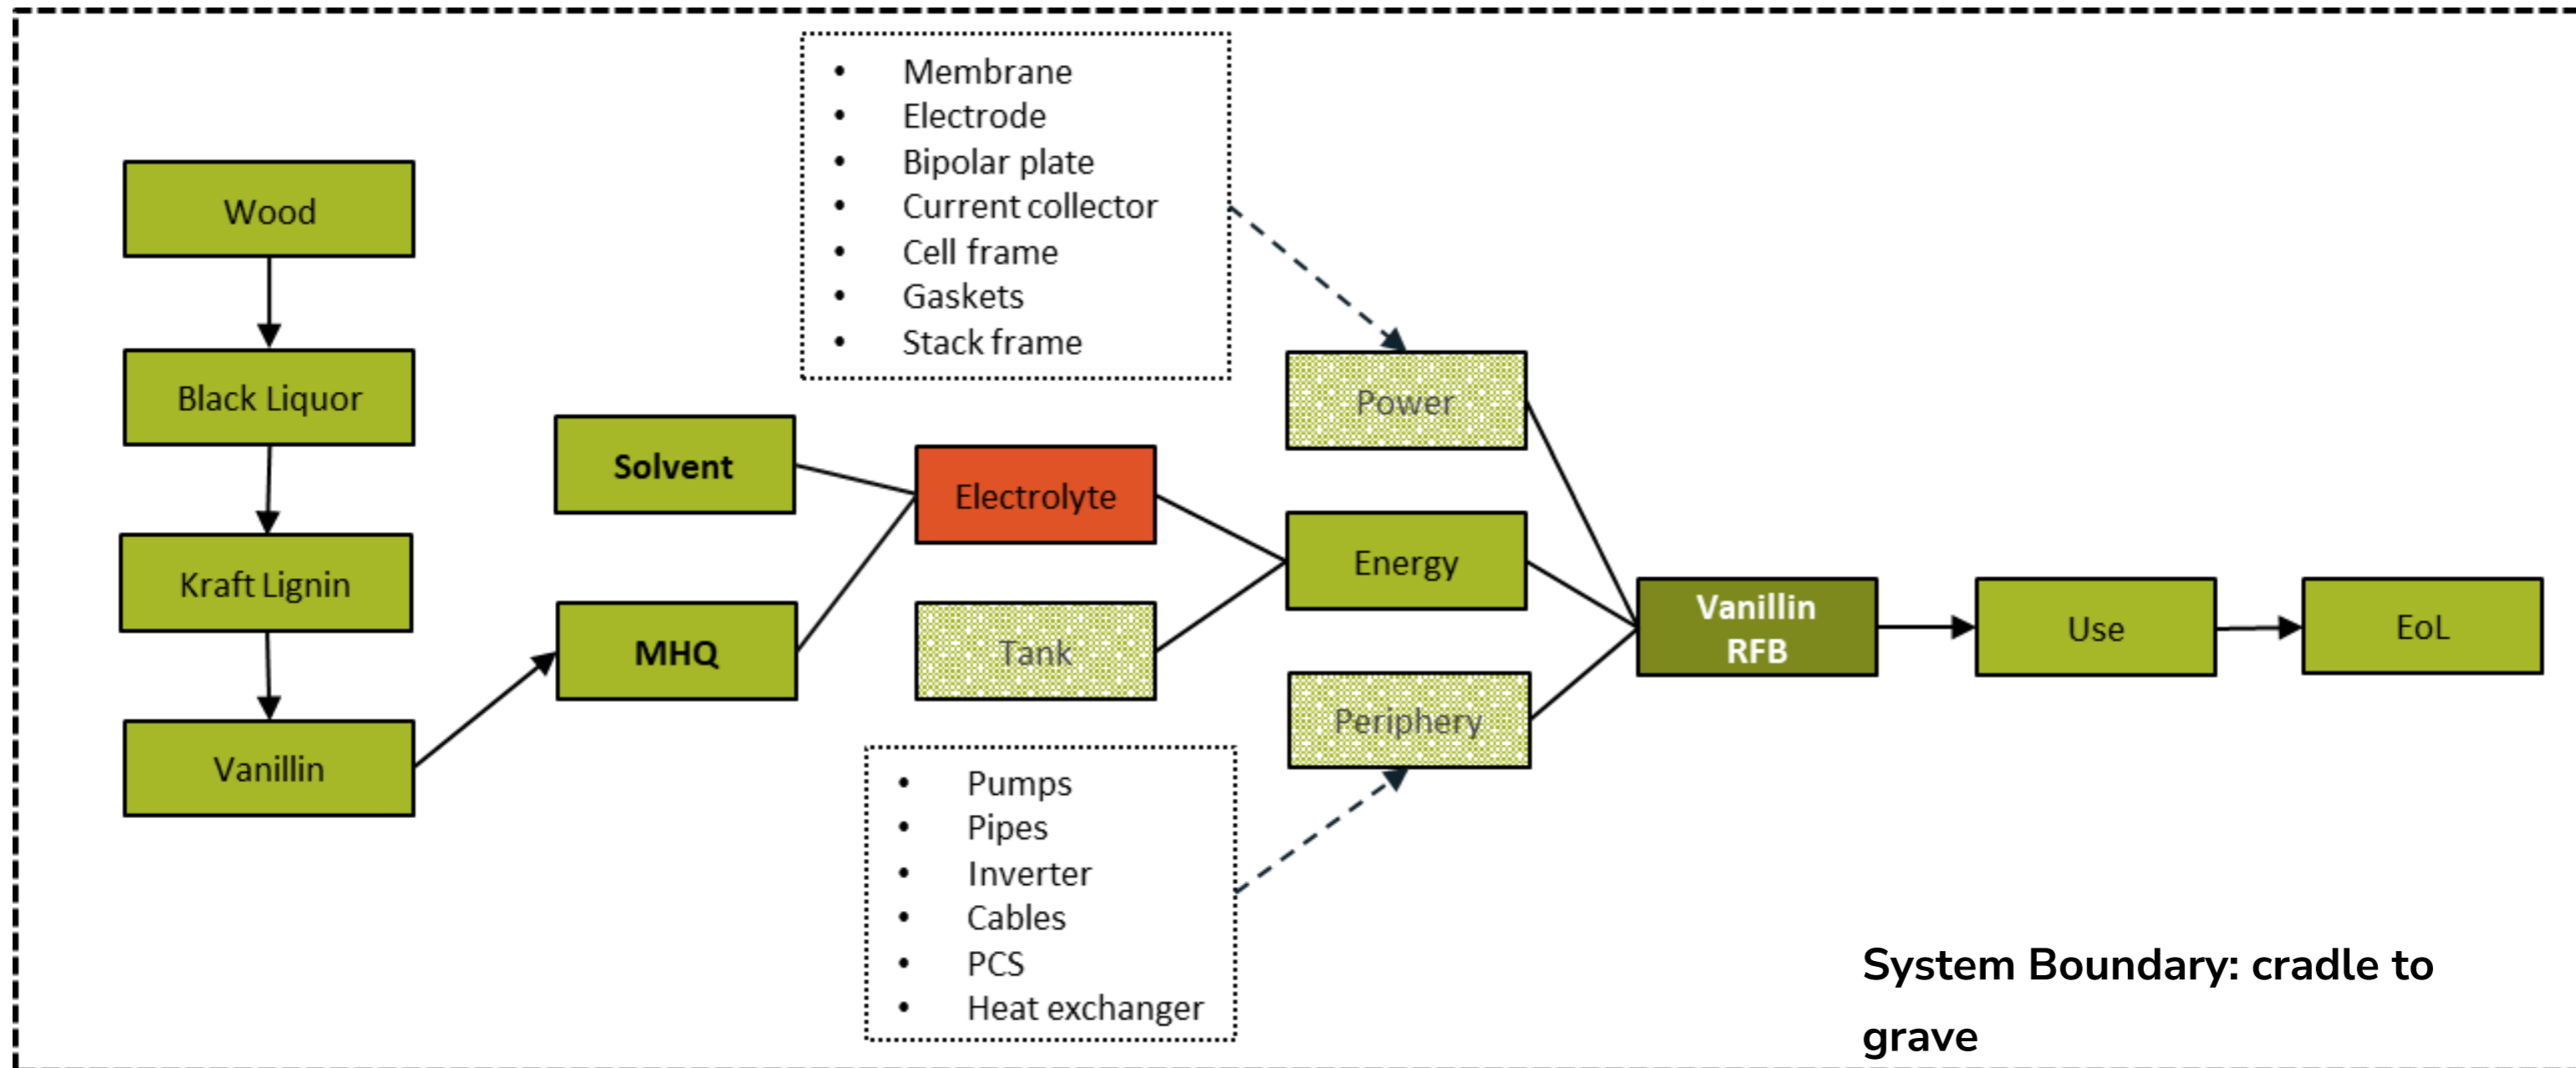 Wood
Black Liquor
Kraft Lignin
Vanillin
Solvent
MHQ
• Membrane
• Electrode
• Bipolar plate
• Current collector
• Cell frame
• Gaskets
• Stack frame
Electrolyte
Tank
• Pumps
• Pipes
• Inverter
• Cables
• PCS
• Heat exchanger
Power
Energy
Periphery
Vanillin
RFB
Use
EoL
System Boundary: cradle to
grave